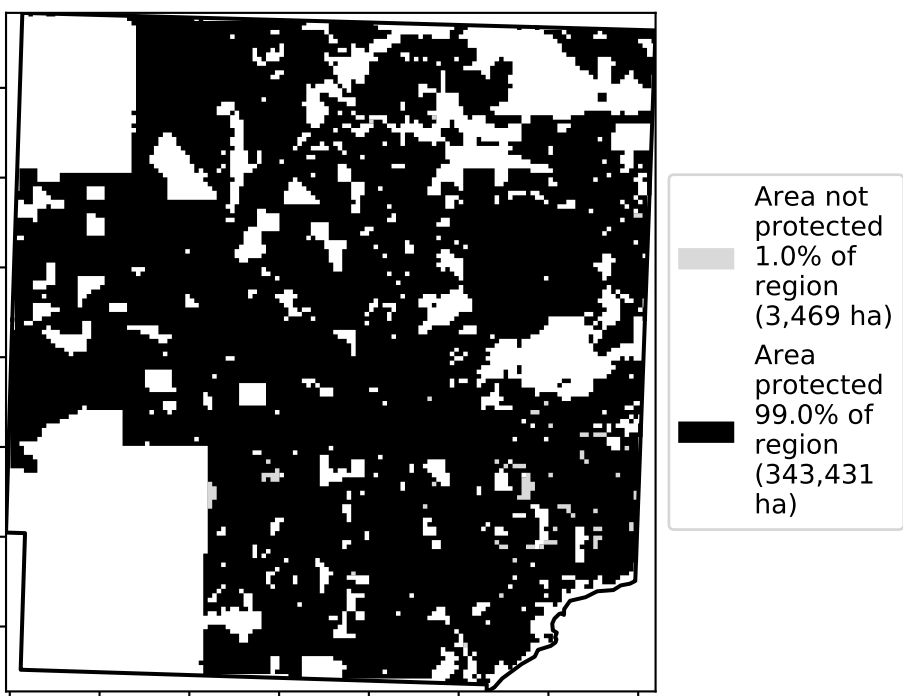 Area not
protected
1.0% of
region
(3,469 ha)
Area
protected
99.0% of
region
(343,431
ha)